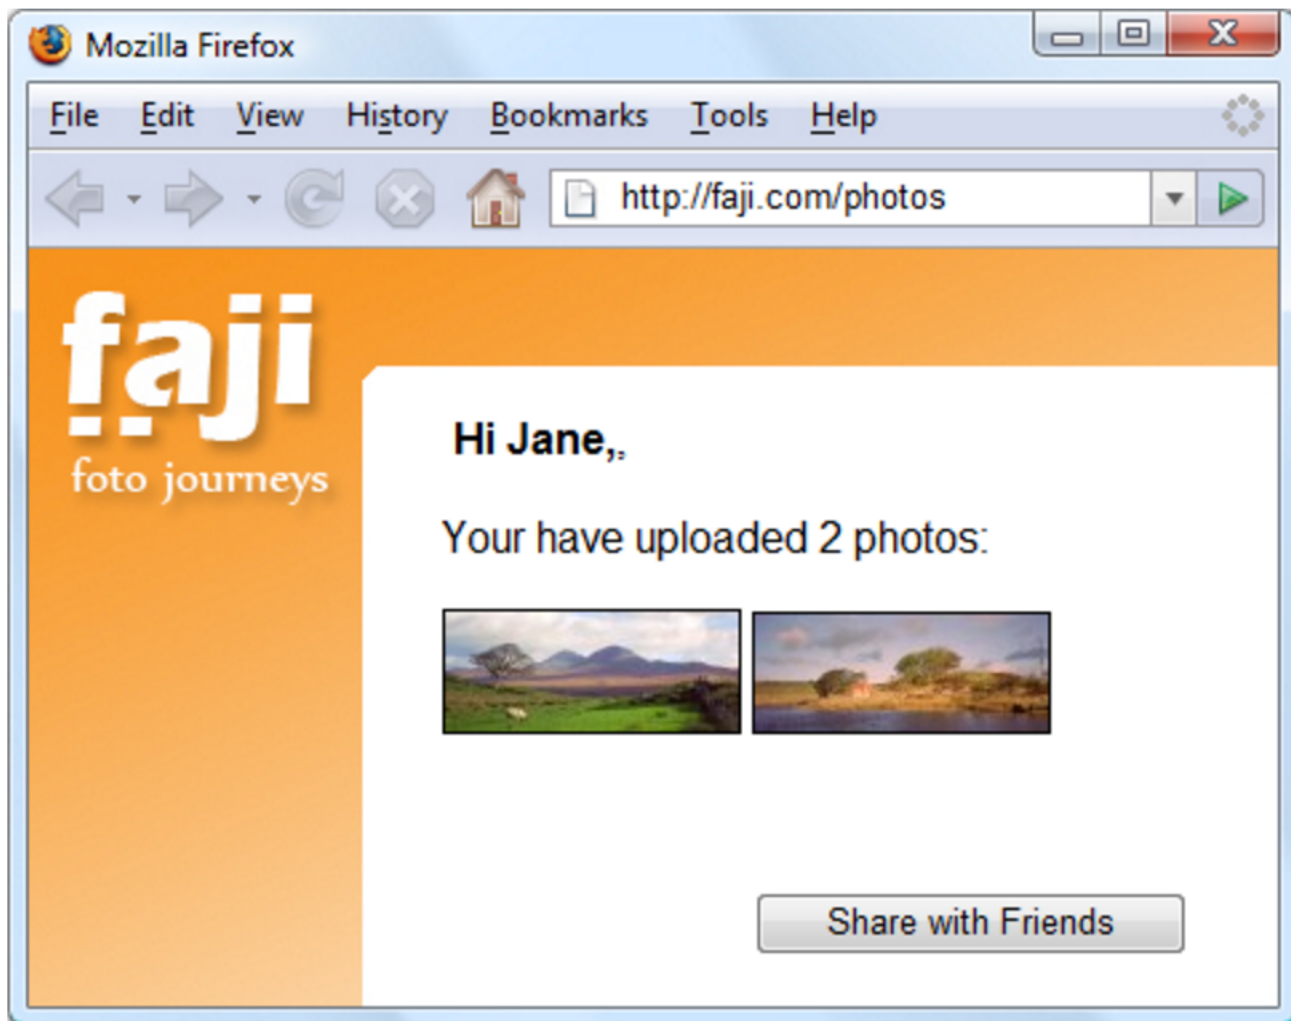 Mozilla Firefox
File Edit View History Bookmarks Tools Help
http://faji.com/photos
faji
foto journeys
Hi Jane,,
Your have uploaded 2 photos:
Share with Friends